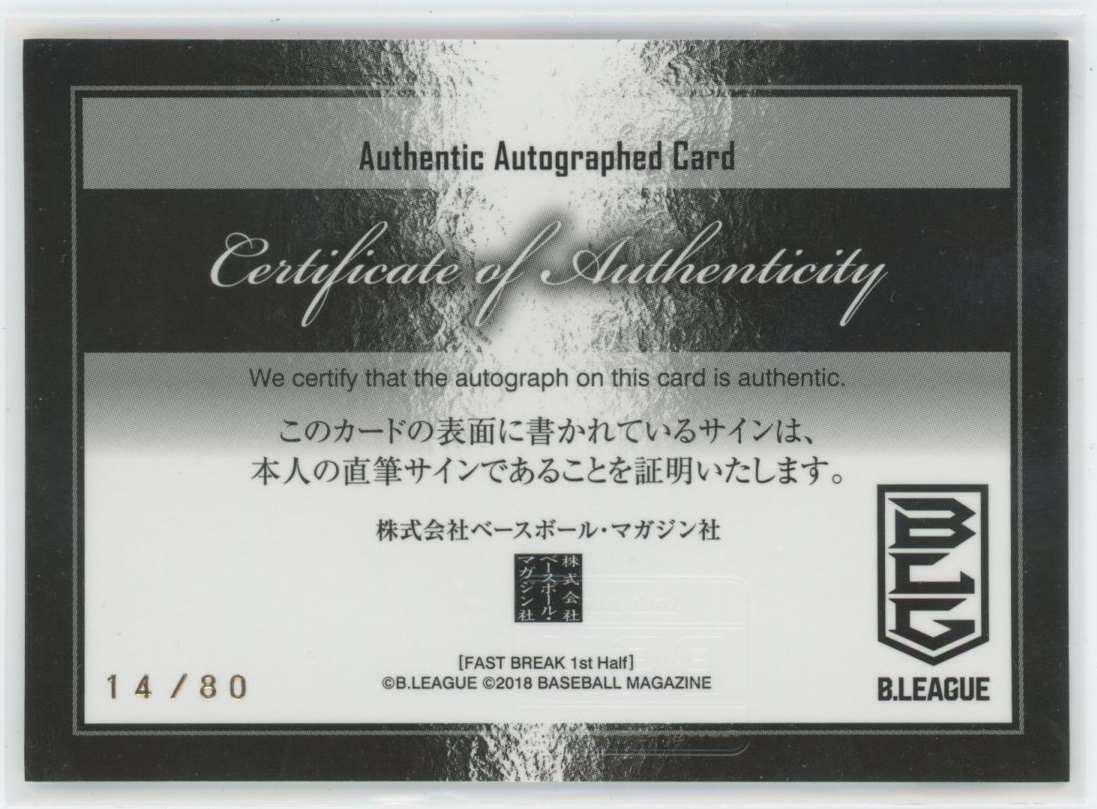 Authentic Autographed Card
Certificate of Authenticity
We certify that the autograph on this card is authentic.
このカードの表面に書かれているサインは、
本人の直筆サインであることを証明いたします。
株式会社ベースボール・マガジン社
株式会社
ベースボール・
マガジン社
[FAST BREAK 1st Half]
©B.LEAGUE ©2018 BASEBALL MAGAZINE
14/80
BLG
B.LEAGUE